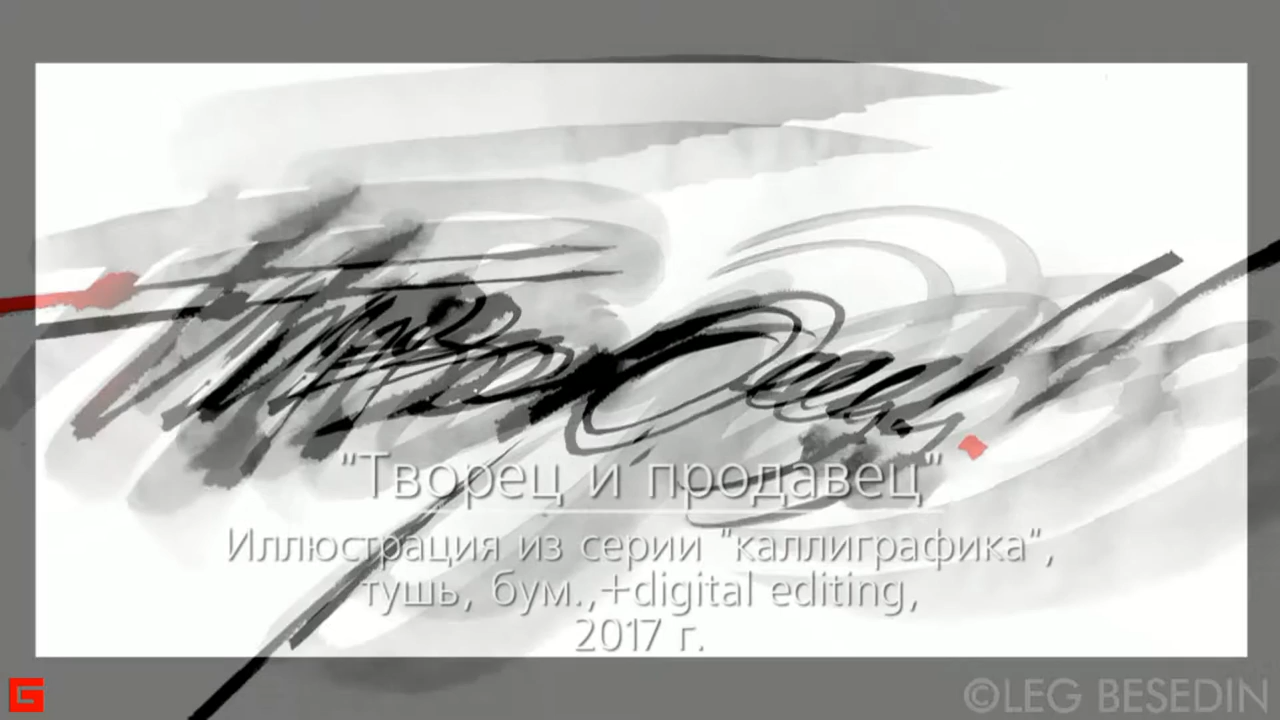 "Творец и продавец"
Иллюстрация из серии "каллиграфика",
тушь, бум.,+digital editing,
2017 г.
©LEG BESEDIN